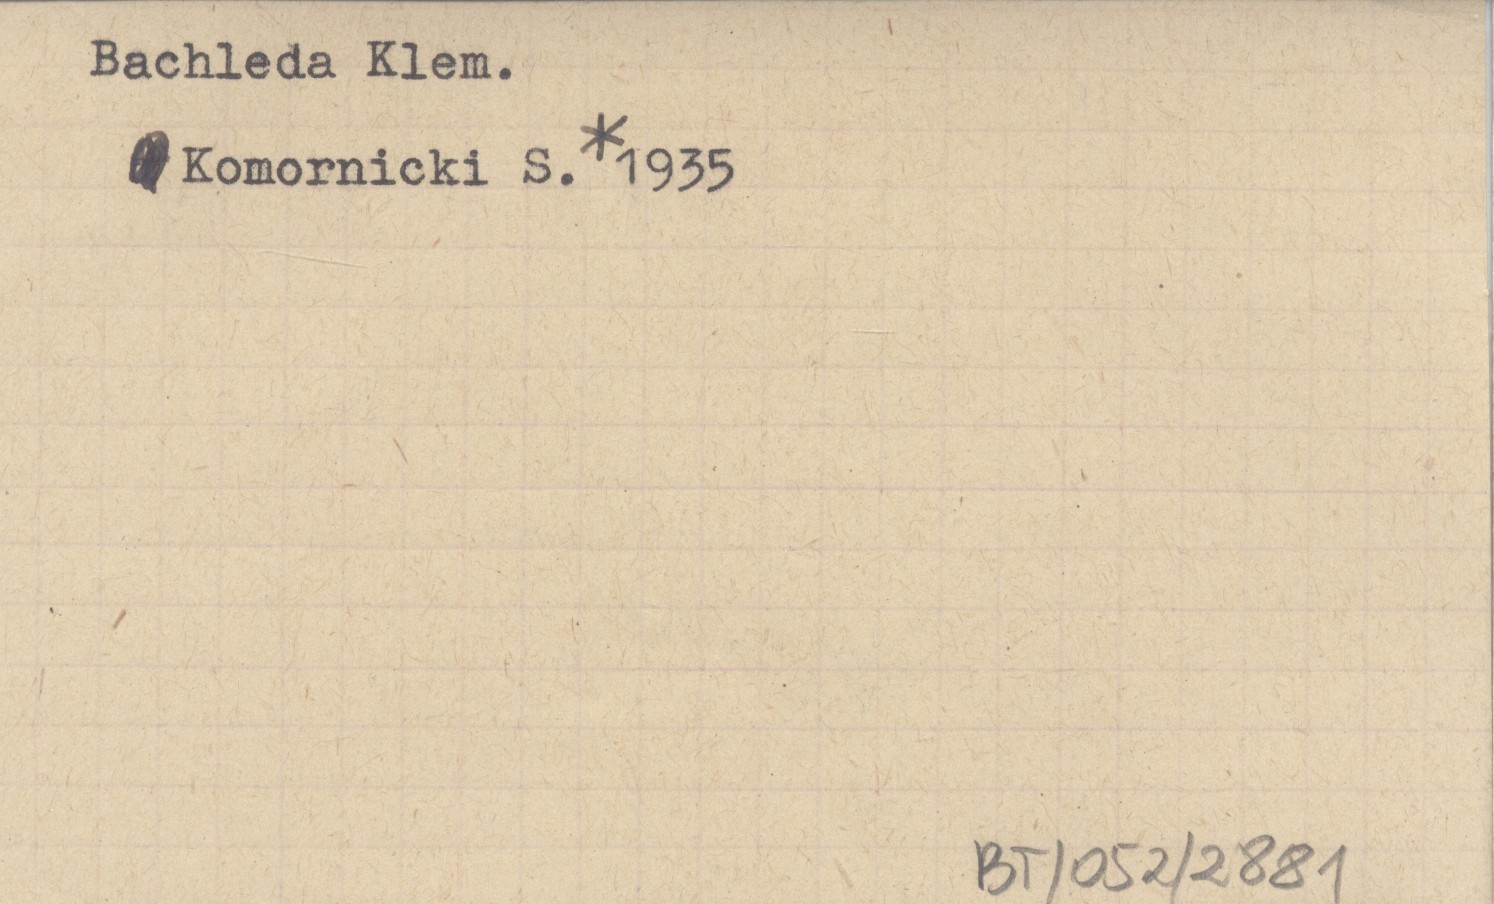 Bachleda Klem.
Komornicki S.*1935
BT/052/2881